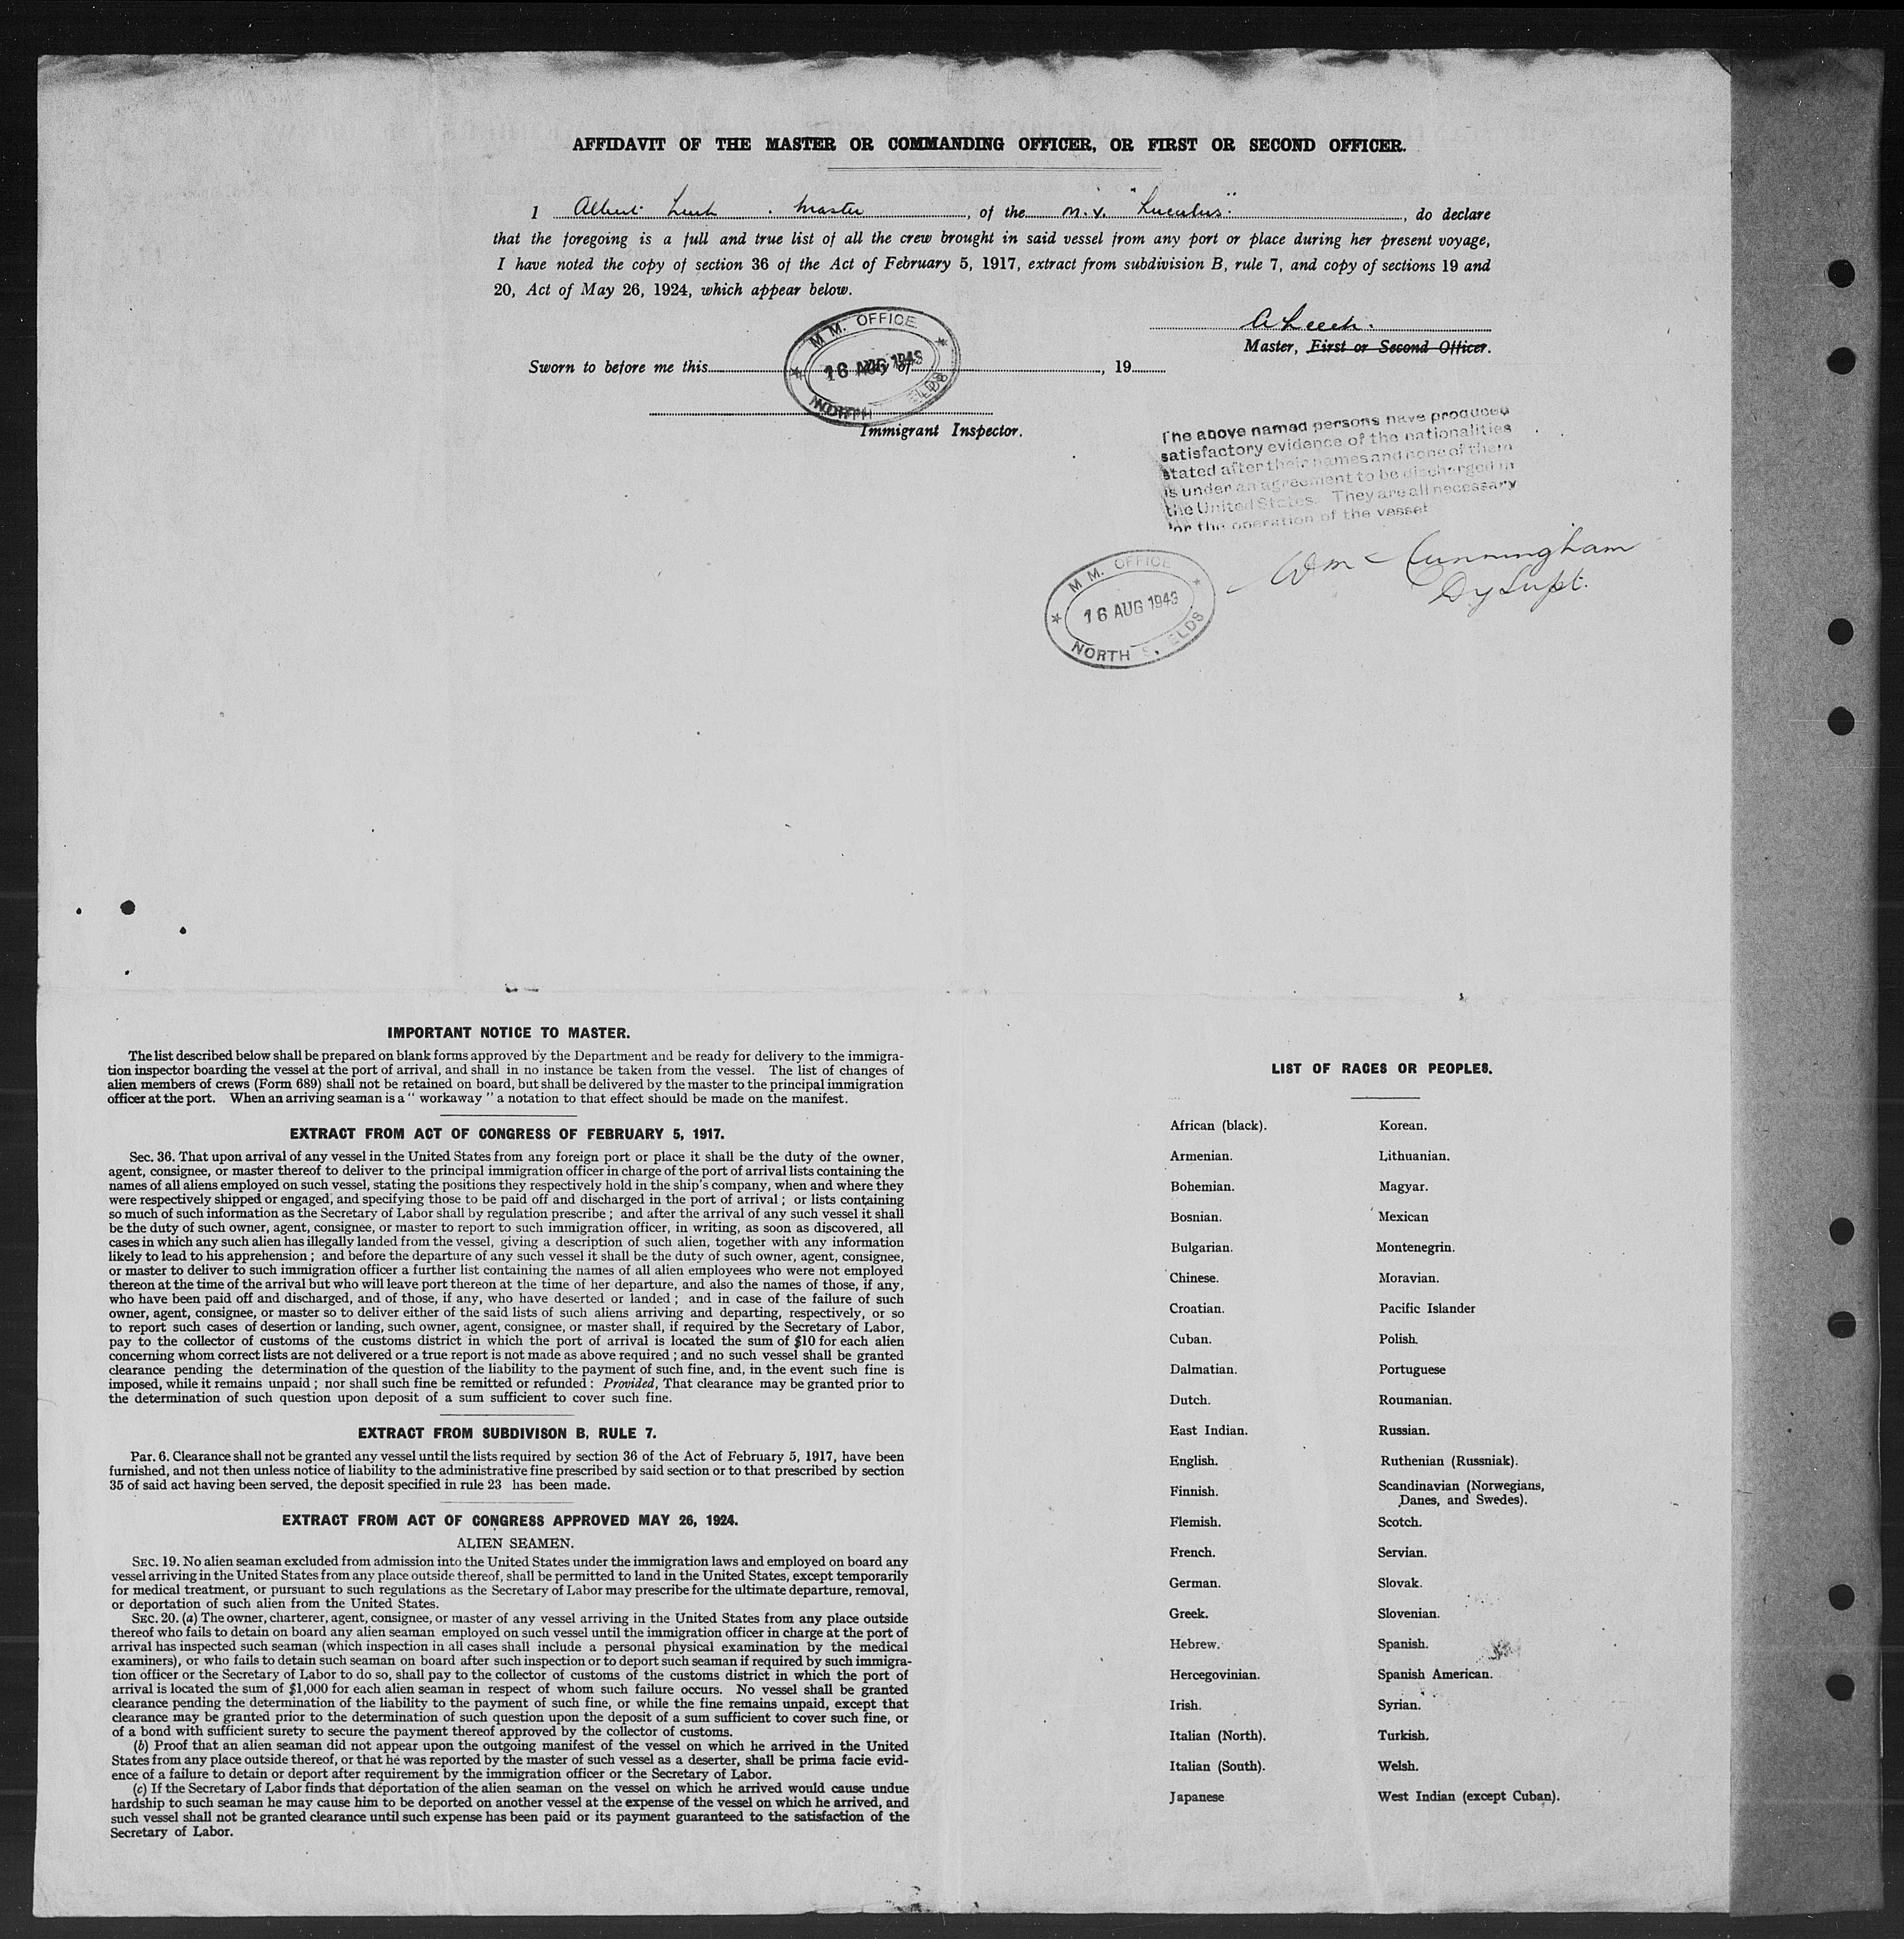 AFFIDAVIT OF THE MASTER OR COMMANDING OFFICER, OR FIRST OR SECOND OFFICER.
I Albert Leech . Master, of the M.V. "Lucculus", do declare
that the foregoing is a full and true list of all the crew brought in said vessel from any port or place during her present voyage,
I have noted the copy of section 36 of the Act of February 5, 1917, extract from subdivision B, rule 7, and copy of sections 19 and
20, Act of May 26, 1924, which appear below.
A Leech.
Master, First or Second Officer.
Sworn to before me this day of , 19
M M. OFFICE
16 AUG 1943
NORTH ELDS
Immigrant Inspector.
The above named persons have produced
satisfactory evidence of the nationalities
stated after their names and none of them
is under an agreement to be discharged in
the United States. They are all necessary
for the operation of the vessel
Wm Cunningham
Dy Supt.
M M. OFFICE
16 AUG 1943
NORTH S. ELDS
IMPORTANT NOTICE TO MASTER.
The list described below shall be prepared on blank forms approved by the Department and be ready for delivery to the immigra-
tion inspector boarding the vessel at the port of arrival, and shall in no instance be taken from the vessel. The list of changes of
alien members of crews (Form 689) shall not be retained on board, but shall be delivered by the master to the principal immigration
officer at the port. When an arriving seaman is a " workaway " a notation to that effect should be made on the manifest.
EXTRACT FROM ACT OF CONGRESS OF FEBRUARY 5, 1917.
Sec. 36. That upon arrival of any vessel in the United States from any foreign port or place it shall be the duty of the owner,
agent, consignee, or master thereof to deliver to the principal immigration officer in charge of the port of arrival lists containing the
names of all aliens employed on such vessel, stating the positions they respectively hold in the ship's company, when and where they
were respectively shipped or engaged, and specifying those to be paid off and discharged in the port of arrival ; or lists containing
so much of such information as the Secretary of Labor shall by regulation prescribe ; and after the arrival of any such vessel it shall
be the duty of such owner, agent, consignee, or master to report to such immigration officer, in writing, as soon as discovered, all
cases in which any such alien has illegally landed from the vessel, giving a description of such alien, together with any information
likely to lead to his apprehension ; and before the departure of any such vessel it shall be the duty of such owner, agent, consignee,
or master to deliver to such immigration officer a further list containing the names of all alien employees who were not employed
thereon at the time of the arrival but who will leave port thereon at the time of her departure, and also the names of those, if any,
who have been paid off and discharged, and of those, if any, who have deserted or landed ; and in case of the failure of such
owner, agent, consignee, or master so to deliver either of the said lists of such aliens arriving and departing, respectively, or so
to report such cases of desertion or landing, such owner, agent, consignee, or master shall, if required by the Secretary of Labor,
pay to the collector of customs of the customs district in which the port of arrival is located the sum of $10 for each alien
concerning whom correct lists are not delivered or a true report is not made as above required ; and no such vessel shall be granted
clearance pending the determination of the question of the liability to the payment of such fine, and, in the event such fine is
imposed, while it remains unpaid ; nor shall such fine be remitted or refunded : Provided, That clearance may be granted prior to
the determination of such question upon deposit of a sum sufficient to cover such fine.
EXTRACT FROM SUBDIVISON B, RULE 7.
Par. 6. Clearance shall not be granted any vessel until the lists required by section 36 of the Act of February 5, 1917, have been
furnished, and not then unless notice of liability to the administrative fine prescribed by said section or to that prescribed by section
35 of said act having been served, the deposit specified in rule 23 has been made.
EXTRACT FROM ACT OF CONGRESS APPROVED MAY 26, 1924.
ALIEN SEAMEN.
SEC. 19. No alien seaman excluded from admission into the United States under the immigration laws and employed on board any
vessel arriving in the United States from any place outside thereof, shall be permitted to land in the United States, except temporarily
for medical treatment, or pursuant to such regulations as the Secretary of Labor may prescribe for the ultimate departure, removal,
or deportation of such alien from the United States.
SEC. 20. (a) The owner, charterer, agent, consignee, or master of any vessel arriving in the United States from any place outside
thereof who fails to detain on board any alien seaman employed on such vessel until the immigration officer in charge at the port of
arrival has inspected such seaman (which inspection in all cases shall include a personal physical examination by the medical
examiners), or who fails to detain such seaman on board after such inspection or to deport such seaman if required by such immigra-
tion officer or the Secretary of Labor to do so, shall pay to the collector of customs of the customs district in which the port of
arrival is located the sum of $1,000 for each alien seaman in respect of whom such failure occurs. No vessel shall be granted
clearance pending the determination of the liability to the payment of such fine, or while the fine remains unpaid, except that
clearance may be granted prior to the determination of such question upon the deposit of a sum sufficient to cover such fine, or
of a bond with sufficient surety to secure the payment thereof approved by the collector of customs.
(b) Proof that an alien seaman did not appear upon the outgoing manifest of the vessel on which he arrived in the United
States from any place outside thereof, or that he was reported by the master of such vessel as a deserter, shall be prima facie evid-
ence of a failure to detain or deport after requirement by the immigration officer or the Secretary of Labor.
(c) If the Secretary of Labor finds that deportation of the alien seaman on the vessel on which he arrived would cause undue
hardship to such seaman he may cause him to be deported on another vessel at the expense of the vessel on which he arrived, and
such vessel shall not be granted clearance until such expense has been paid or its payment guaranteed to the satisfaction of the
Secretary of Labor.
LIST OF RACES OR PEOPLES.
African (black). Korean.
Armenian. Lithuanian.
Bohemian. Magyar.
Bosnian. Mexican
Bulgarian. Montenegrin.
Chinese. Moravian.
Croatian. Pacific Islander
Cuban. Polish.
Dalmatian. Portuguese
Dutch. Roumanian.
East Indian. Russian.
English. Ruthenian (Russniak).
Finnish. Scandinavian (Norwegians,
Danes, and Swedes).
Flemish. Scotch.
French. Servian.
German. Slovak.
Greek. Slovenian.
Hebrew. Spanish.
Hercegovinian. Spanish American.
Irish. Syrian.
Italian (North). Turkish.
Italian (South). Welsh.
Japanese West Indian (except Cuban).